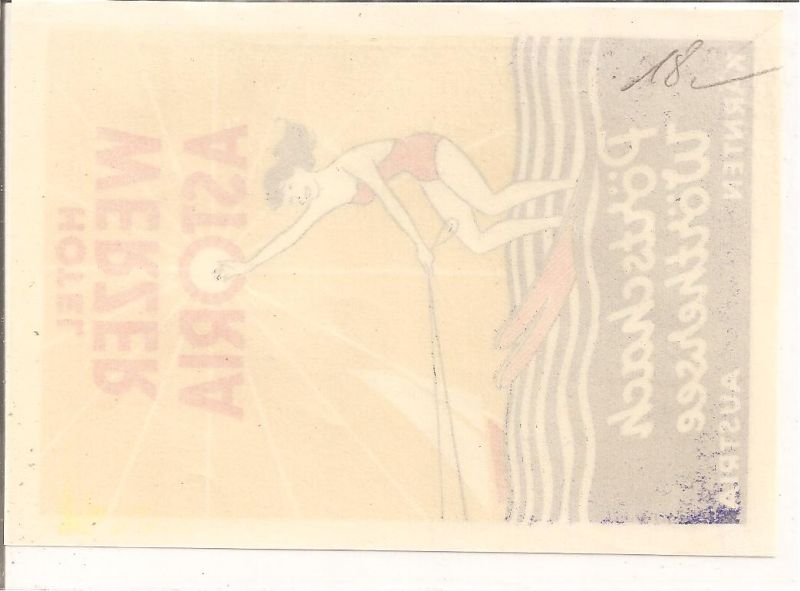 HOTEL
WERZER
ASTORIA
Pörtschach
Wörthersee
KÄRNTEN AUSTRIA
18,-